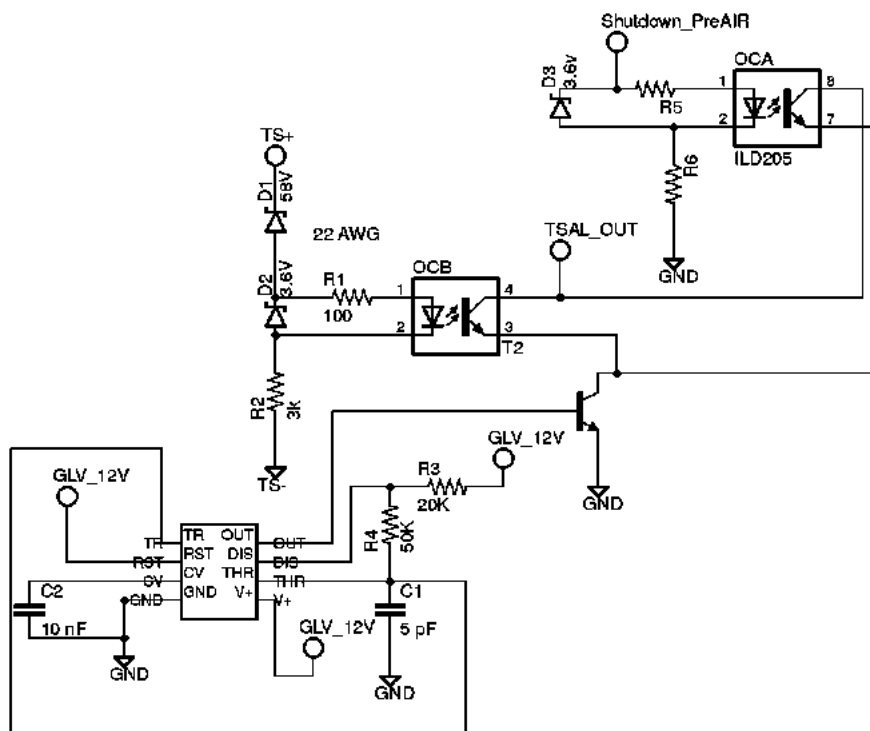 Shutdown_PreAIR
D3
3.6V
OCA
1
8
R5
2
7
ILD205
R6
GND
TS+
D1
58V
22 AWG
TSAL_OUT
D2
3.6V
R1
100
OCB
1
4
2
3
T2
R2
3K
TS-
GND
GLV_12V
GLV_12V
R3
20K
R4
50K
TR
TR
OUT
OUT
RST
RST
DIS
DIS
CV
CV
THR
THR
GND
GND
V+
V+
C2
10 nF
GND
GLV_12V
C1
5 pF
GND